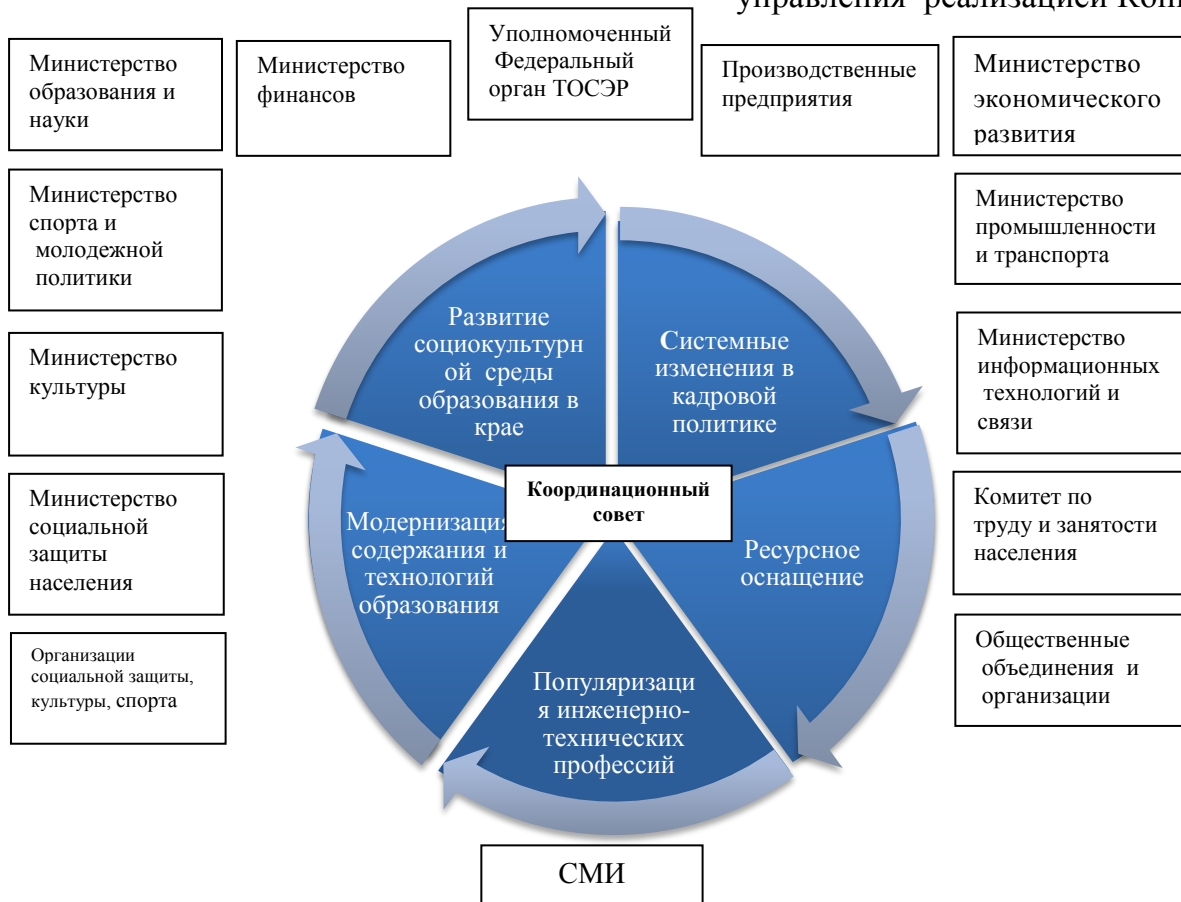 управления реализацией
Уполномоченный
Федеральный
орган ТОСЭР
Министерство
образования и
науки
Министерство
финансов
Производственные
предприятия
Министерство
экономического
развития
Министерство
спорта и
молодежной
политики
Министерство
промышленности
и транспорта
Министерство
культуры
Министерство
информационных
технологий и
связи
Министерство
социальной
защиты
населения
Комитет по
труду и занятости
населения
Организации
социальной защиты,
культуры, спорта
Общественные
объединения и
организации
Развитие
социокультурн
ой среды
образования в
крае
Системные
изменения в
кадровой
политике
Координационный
совет
Модернизация
содержания и
технологий
образования
Ресурсное
оснащение
Популяризаци
я инженерно-
технических
профессий
СМИ